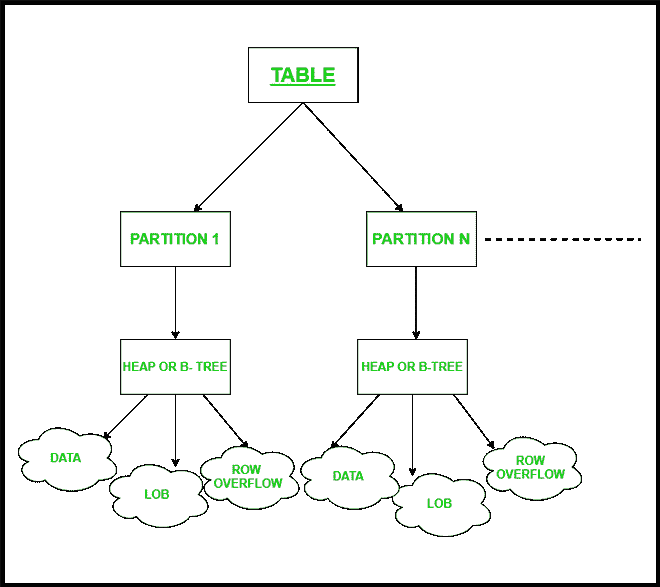 TABLE
PARTITION 1
PARTITION N
HEAP OR B- TREE
HEAP OR B-TREE
DATA
LOB
ROW
OVERFLOW
DATA
LOB
ROW
OVERFLOW